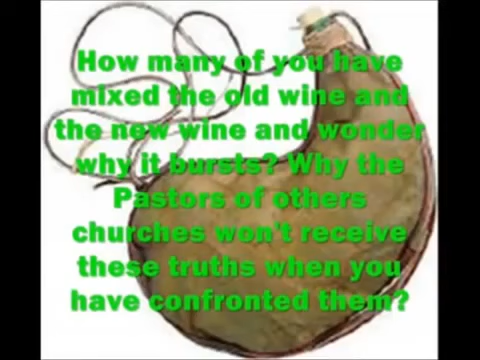 How many of you have
mixed the old wine and
the new wine and wonder
why it bursts? Why the
Pastors of others
churches won't receive
these truths when you
have confronted them?